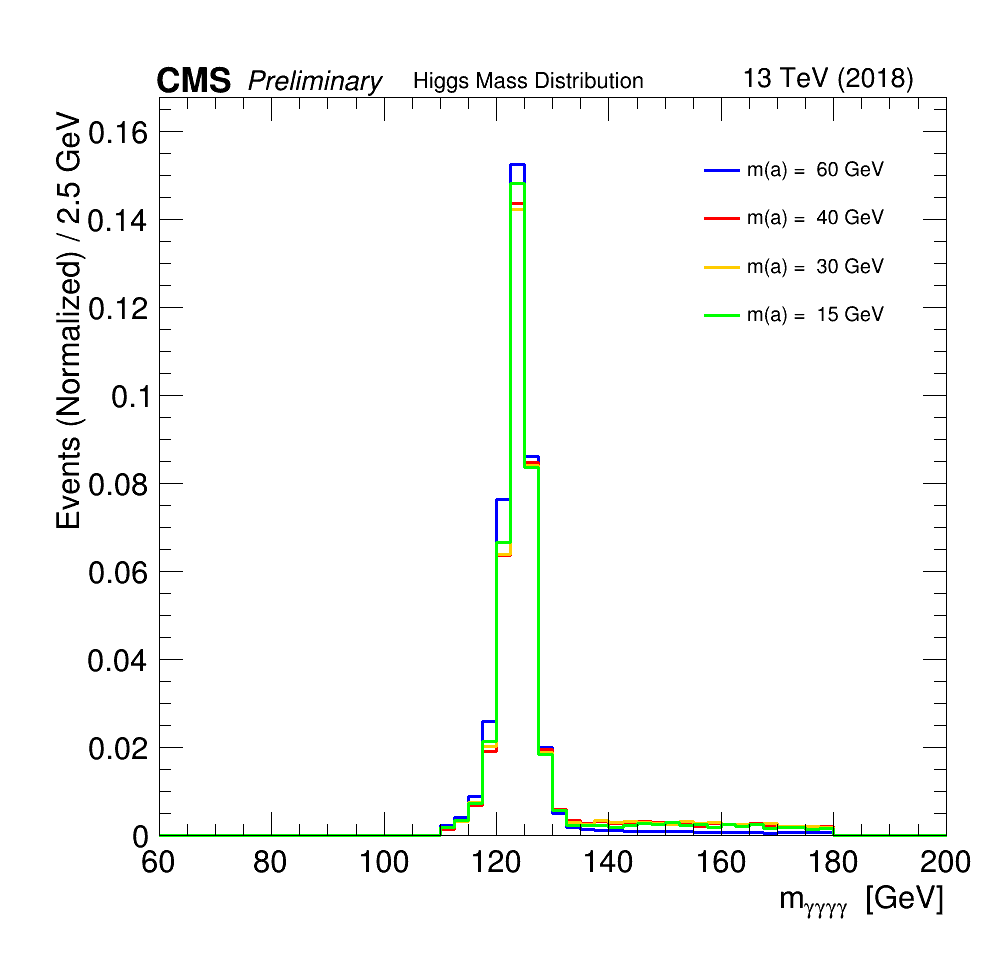 CMS Preliminary Higgs Mass Distribution 13 TeV (2018)
Events (Normalized) / 2.5 GeV
0.16
0.14
0.12
0.1
0.08
0.06
0.04
0.02
0
m(a) = 60 GeV
m(a) = 40 GeV
m(a) = 30 GeV
m(a) = 15 GeV
60 80 100 120 140 160 180 200
mγγγγ [GeV]